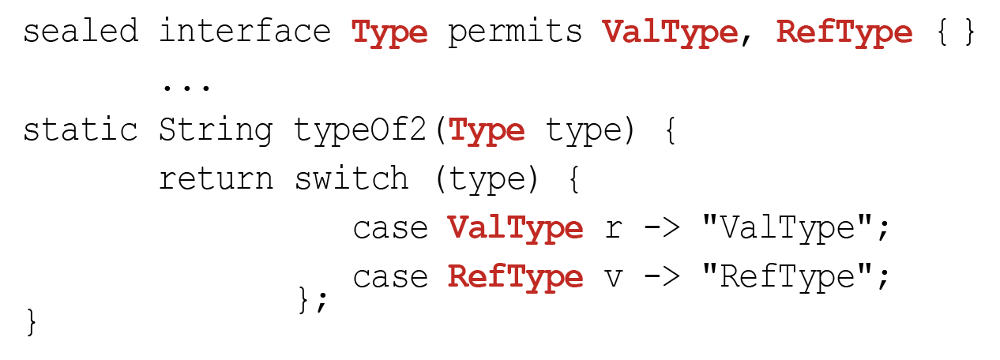 sealed interface Type permits ValType, RefType { }
...
static String typeOf2(Type type) {
return switch (type) {
case ValType r -> "ValType";
case RefType v -> "RefType";
};
}